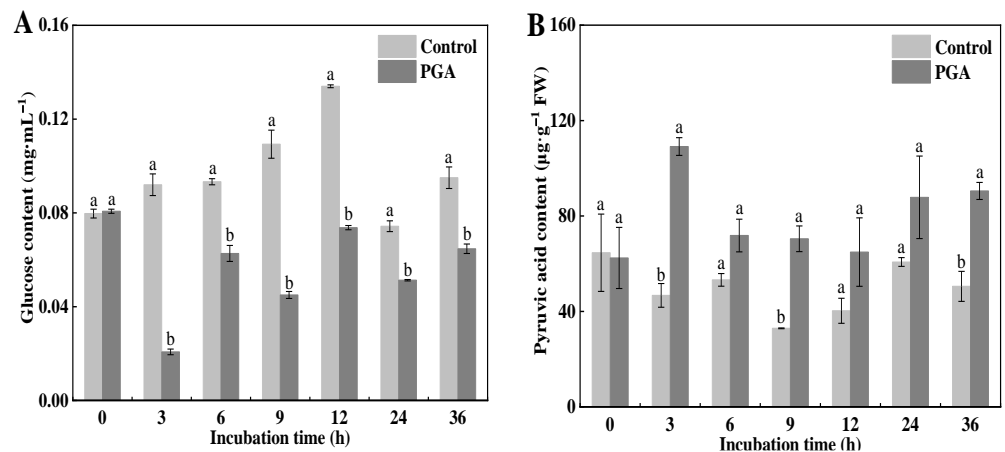 A
Glucose content (mg·mL⁻¹)
0.16
0.12
0.08
0.04
0.00
Control
PGA
a a a b a b a b a b a b a b
0 3 6 9 12 24 36
Incubation time (h)
B
Pyruvic acid content (μg·g⁻¹ FW)
160
120
80
60
40
0
Control
PGA
a a b a a a b a a a a a b a
0 3 6 9 12 24 36
Incubation time (h)